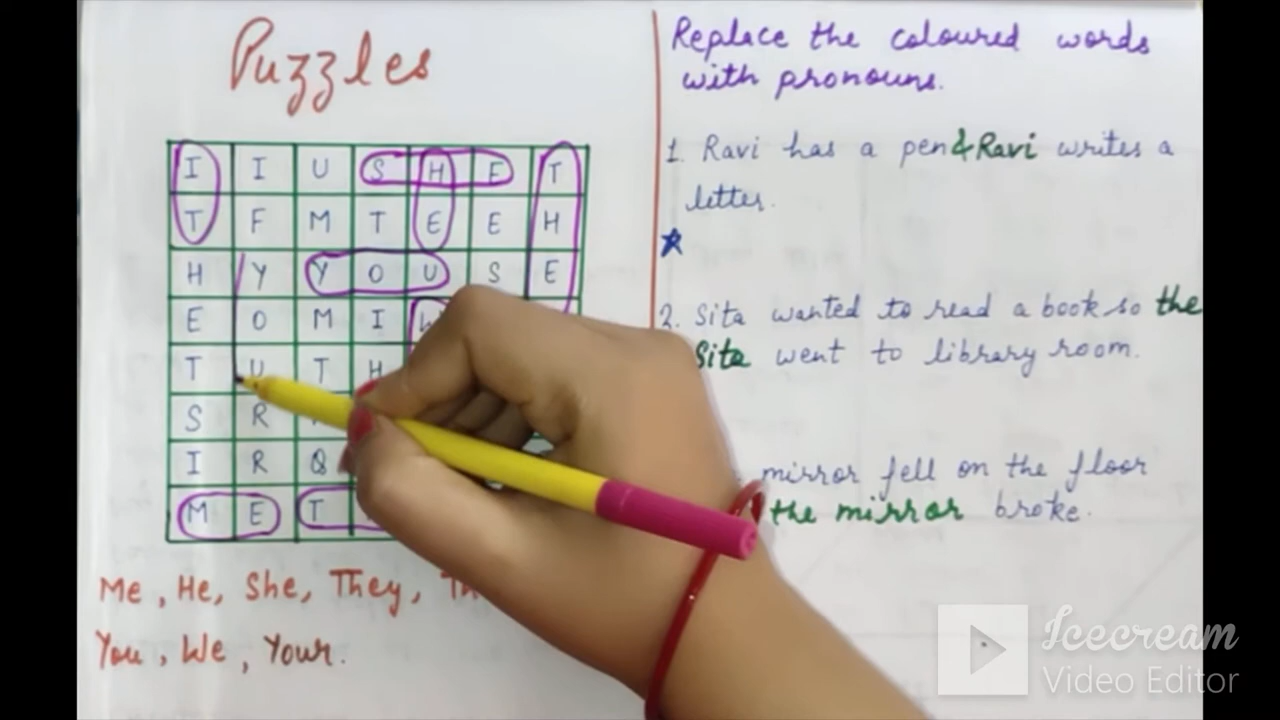 Puzzles
I I U S H E T
T F M T E E H
H Y Y O U S E
E O M I
T U T H
S R
I R Q
M E T
Me, He, She, They,
You, We, Your.
Replace the coloured words
with pronouns.
1. Ravi has a pen & Ravi writes a
letter.
2. Sita wanted to read a book so the
Sita went to library room.
mirror fell on the floor
the mirror broke.
Icecream
Video Editor